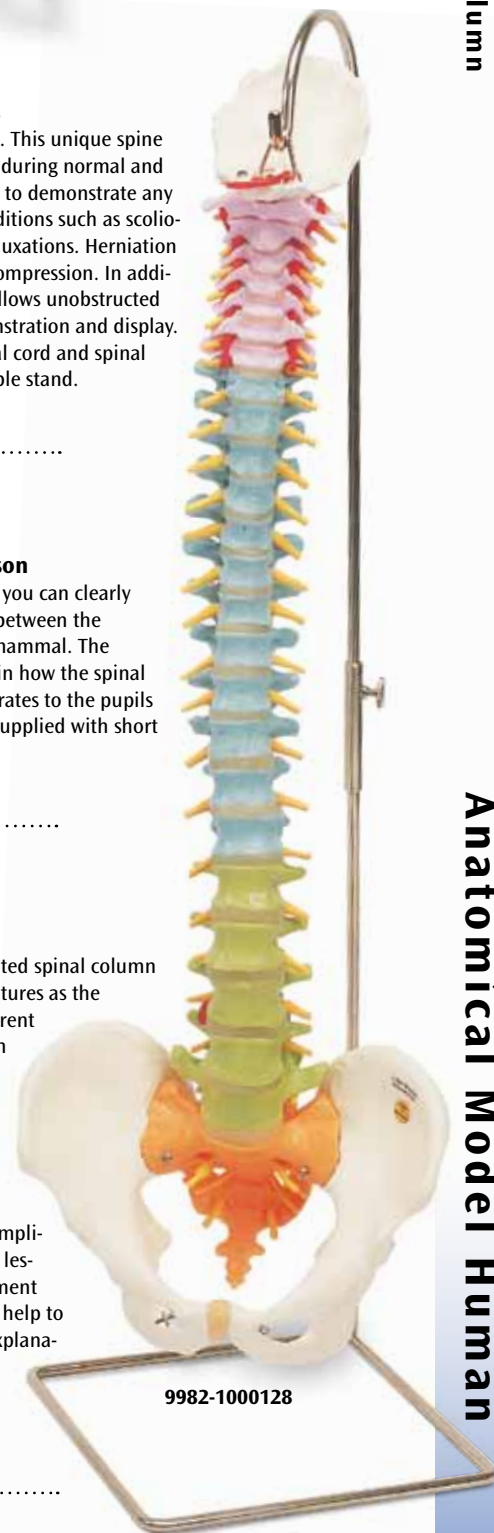 lumn
. This unique spine
during normal and
to demonstrate any
ditions such as scolio-
luxations. Herniation
ompression. In addi-
llows unobstructed
nstration and display.
al cord and spinal
ble stand.
…….
son
you can clearly
between the
mammal. The
in how the spinal
rates to the pupils
supplied with short
…….
ted spinal column
tures as the
rent
n
mpli-
les-
ment
help to
xplana-
…….
9982-1000128
Anatomical Model Human